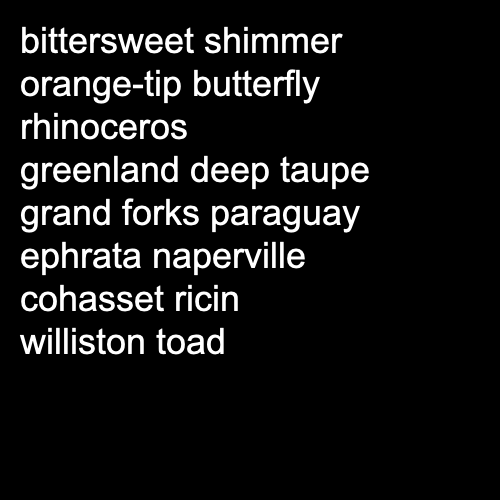 bittersweet shimmer
orange-tip butterfly
rhinoceros
greenland deep taupe
grand forks paraguay
ephrata naperville
cohasset ricin
williston toad